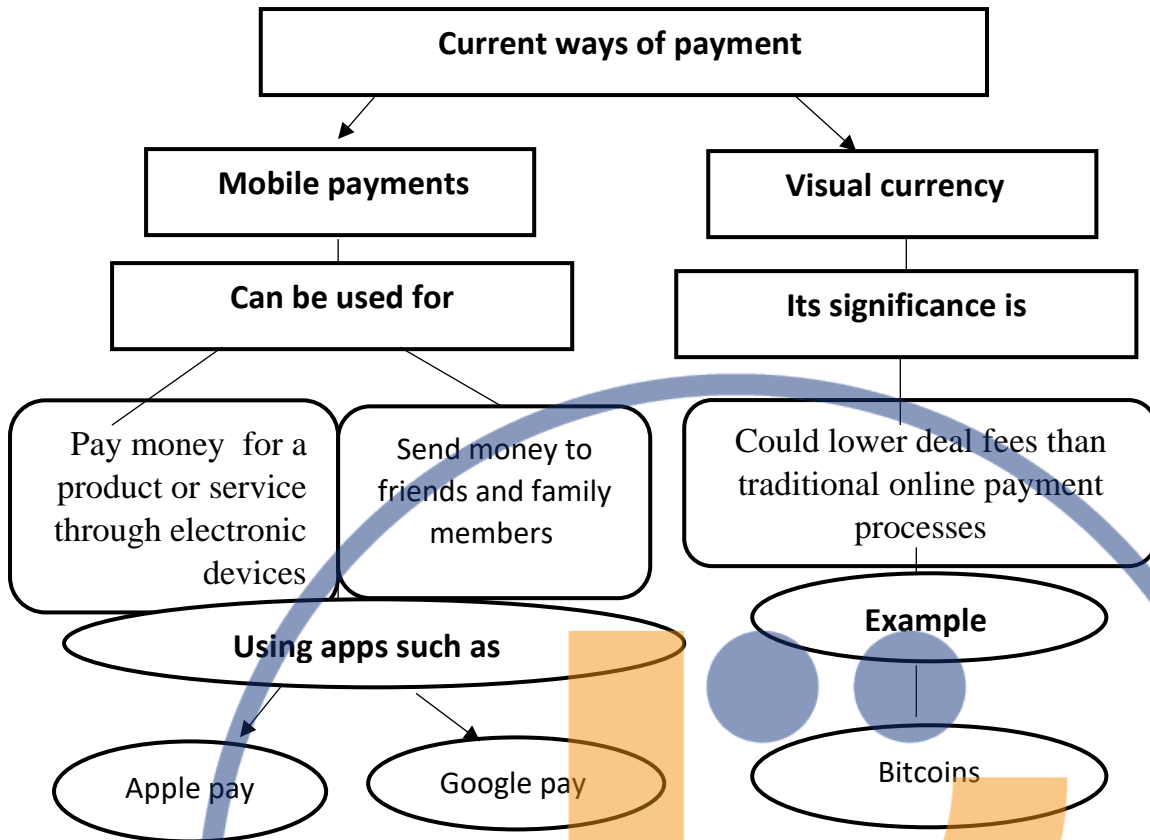 Current ways of payment
Mobile payments
Visual currency
Can be used for
Its significance is
Pay money for a
product or service
through electronic
devices
Send money to
friends and family
members
Could lower deal fees than
traditional online payment
processes
Using apps such as
Example
Apple pay
Google pay
Bitcoins